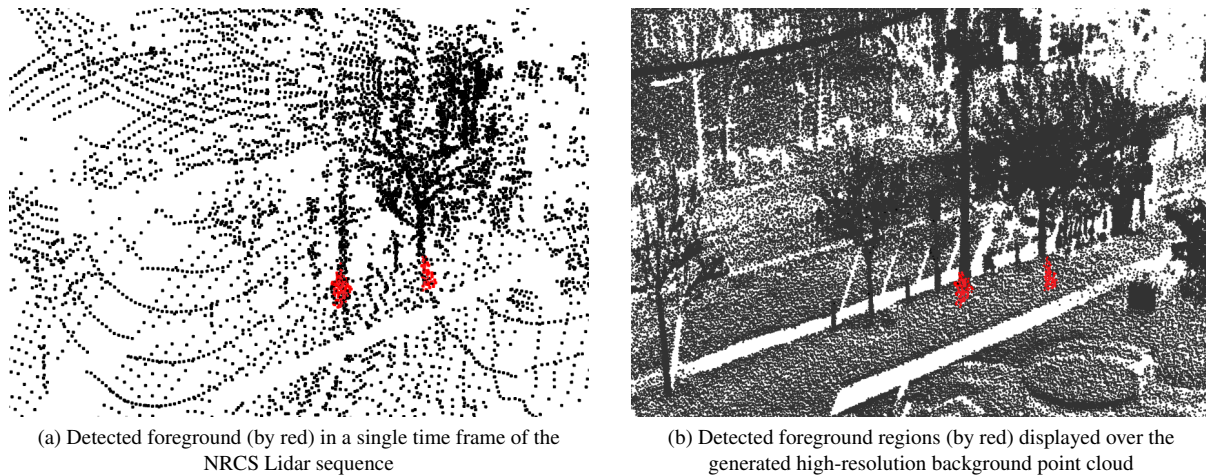 (a) Detected foreground (by red) in a single time frame of the
NRCS Lidar sequence
(b) Detected foreground regions (by red) displayed over the
generated high-resolution background point cloud